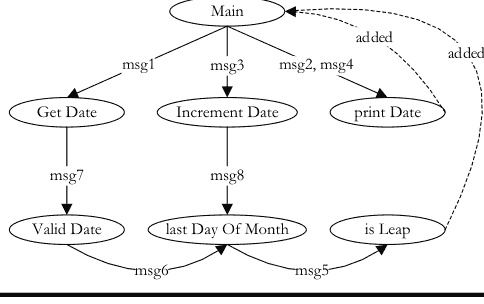 Main
added
added
msg1
msg3
msg2, msg4
Get Date
Increment Date
print Date
msg7
msg8
Valid Date
last Day Of Month
is Leap
msg6
msg5